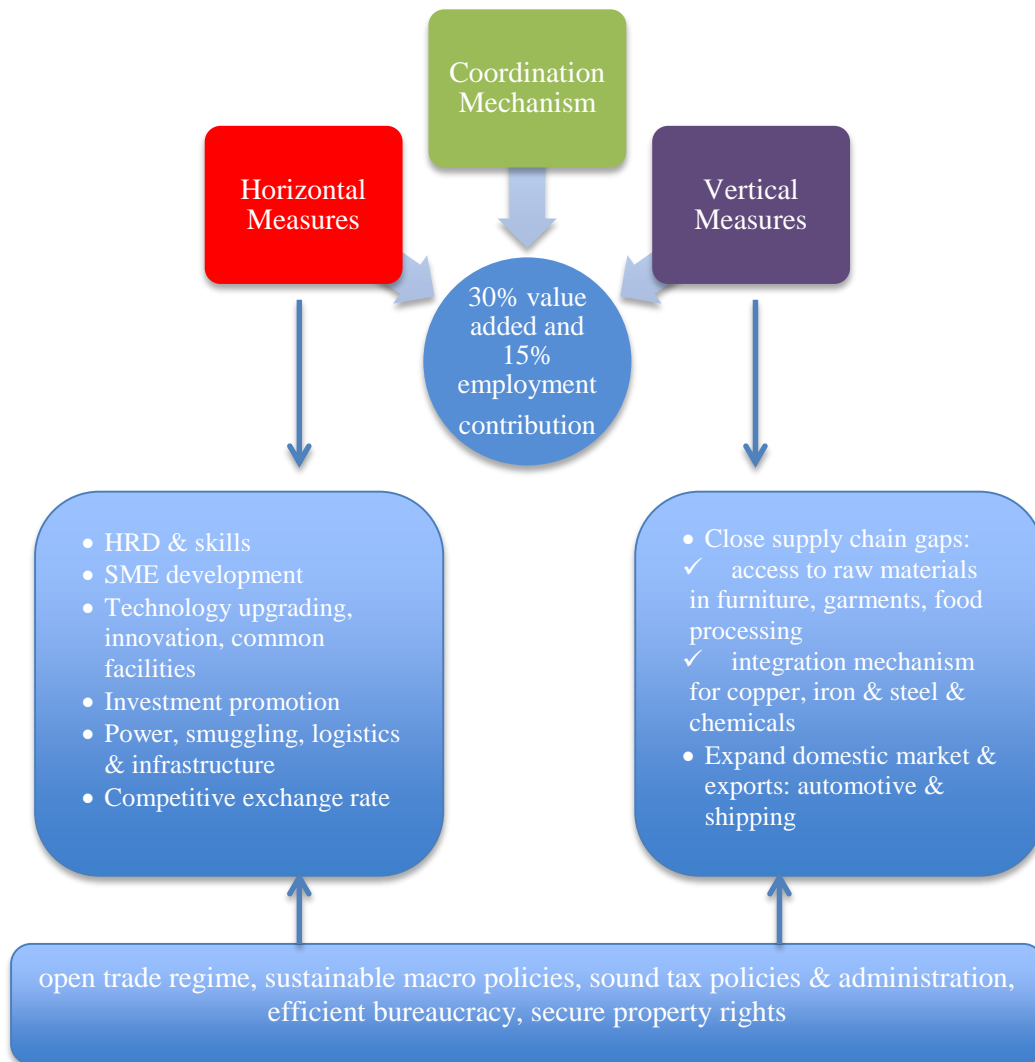 Coordination
Mechanism
Horizontal
Measures
Vertical
Measures
30% value
added and
15%
employment
contribution
• HRD & skills
• SME development
• Technology upgrading,
innovation, common
facilities
• Investment promotion
• Power, smuggling, logistics
& infrastructure
• Competitive exchange rate
• Close supply chain gaps:
✓ access to raw materials
in furniture, garments, food
processing
✓ integration mechanism
for copper, iron & steel &
chemicals
• Expand domestic market &
exports: automotive &
shipping
open trade regime, sustainable macro policies, sound tax policies & administration,
efficient bureaucracy, secure property rights